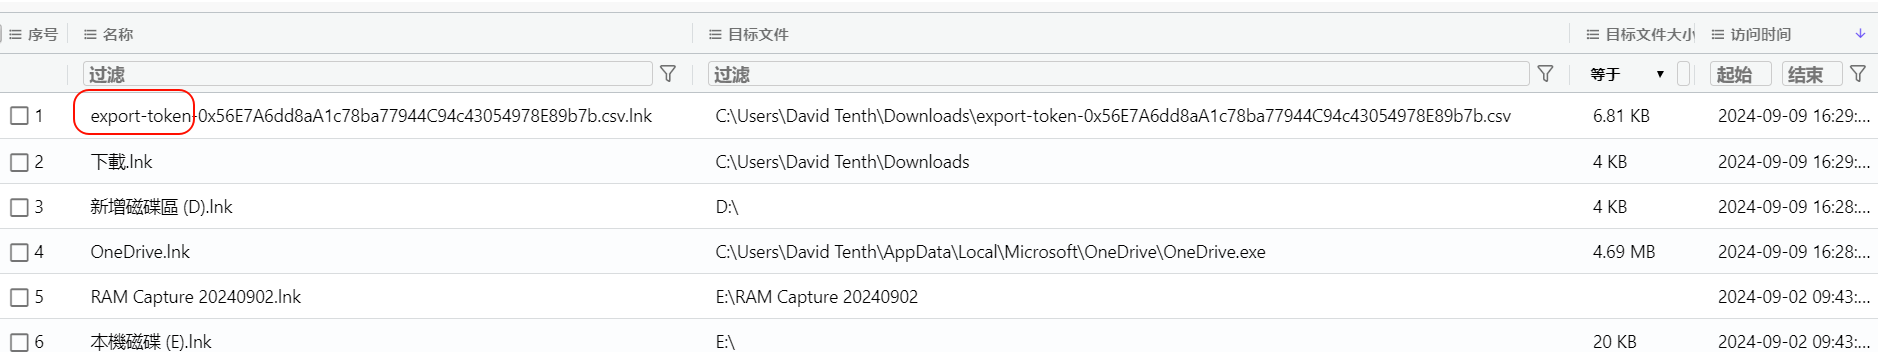 序号 名称 目标文件 目标文件大小 访问时间
过滤 过滤 等于 起始 结束
1 export-token-0x56E7A6dd8aA1c78ba77944C94c43054978E89b7b.csv.lnk C:\Users\David Tenth\Downloads\export-token-0x56E7A6dd8aA1c78ba77944C94c43054978E89b7b.csv 6.81 KB 2024-09-09 16:29:...
2 下載.lnk C:\Users\David Tenth\Downloads 4 KB 2024-09-09 16:29:...
3 新增磁碟區 (D).lnk D:\ 4 KB 2024-09-09 16:28:...
4 OneDrive.lnk C:\Users\David Tenth\AppData\Local\Microsoft\OneDrive\OneDrive.exe 4.69 MB 2024-09-09 16:28:...
5 RAM Capture 20240902.lnk E:\RAM Capture 20240902 2024-09-02 09:43:...
6 本機磁碟 (E).lnk E:\ 20 KB 2024-09-02 09:43:...